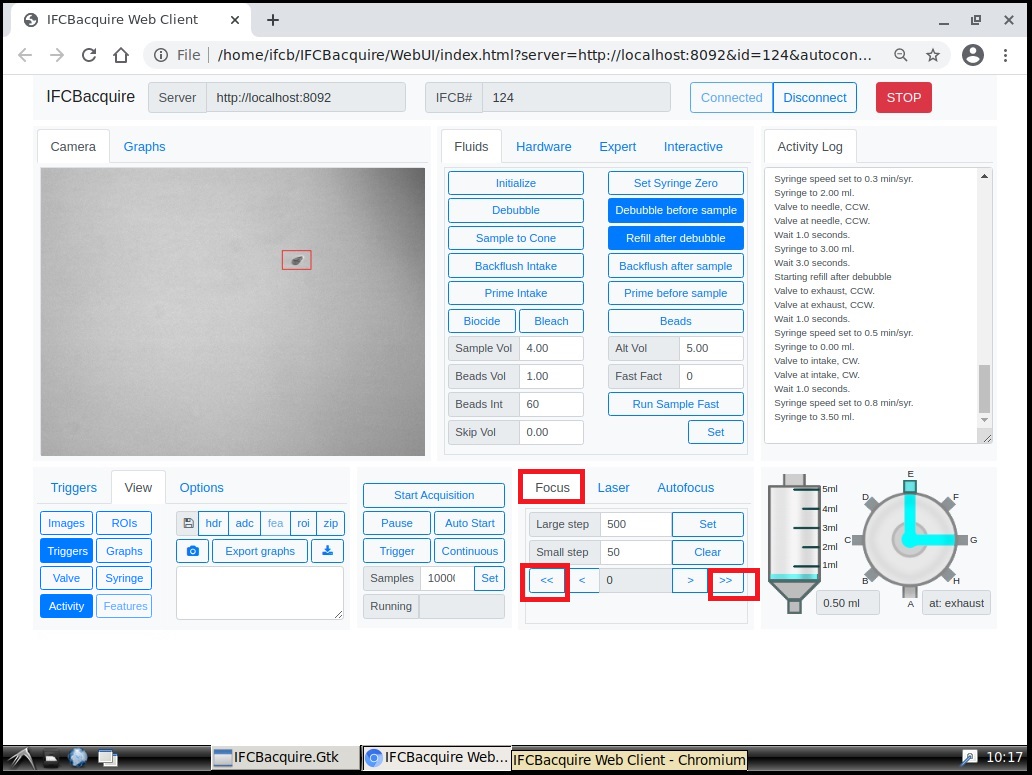 IFCBacquire Web Client
File /home/ifcb/IFCBacquire/WebUI/index.html?server=http://localhost:8092&id=124&autocon...
IFCBacquire Server http://localhost:8092 IFCB# 124 Connected Disconnect STOP
Camera Graphs
Fluids Hardware Expert Interactive
Initialize Set Syringe Zero
Debubble Debubble before sample
Sample to Cone Refill after debubble
Backflush Intake Backflush after sample
Prime Intake Prime before sample
Biocide Bleach Beads
Sample Vol 4.00 Alt Vol 5.00
Beads Vol 1.00 Fast Fact 0
Beads Int 60 Run Sample Fast
Skip Vol 0.00 Set
Activity Log
Syringe speed set to 0.3 min/syr.
Syringe to 2.00 ml.
Valve to needle, CCW.
Valve at needle, CCW.
Wait 1.0 seconds.
Syringe to 3.00 ml.
Wait 3.0 seconds.
Starting refill after debubble
Valve to exhaust, CCW.
Valve at exhaust, CCW.
Wait 1.0 seconds.
Syringe speed set to 0.5 min/syr.
Syringe to 0.00 ml.
Valve to intake, CW.
Valve at intake, CW.
Wait 1.0 seconds.
Syringe speed set to 0.8 min/syr.
Syringe to 3.50 ml.
Triggers View Options
Images ROIs
Triggers Graphs
Valve Syringe
Activity Features
hdr adc fea roi zip
Export graphs
Start Acquisition
Pause Auto Start
Trigger Continuous
Samples 1000 Set
Running
Focus Laser Autofocus
Large step 500 Set
Small step 50 Clear
<< < 0 > >>
5ml
4ml
3ml
2ml
1ml
0.50 ml
E
D F
C G
B H
A
at: exhaust
IFCBacquire.Gtk IFCBacquire Web... IFCBacquire Web Client - Chromium 10:17